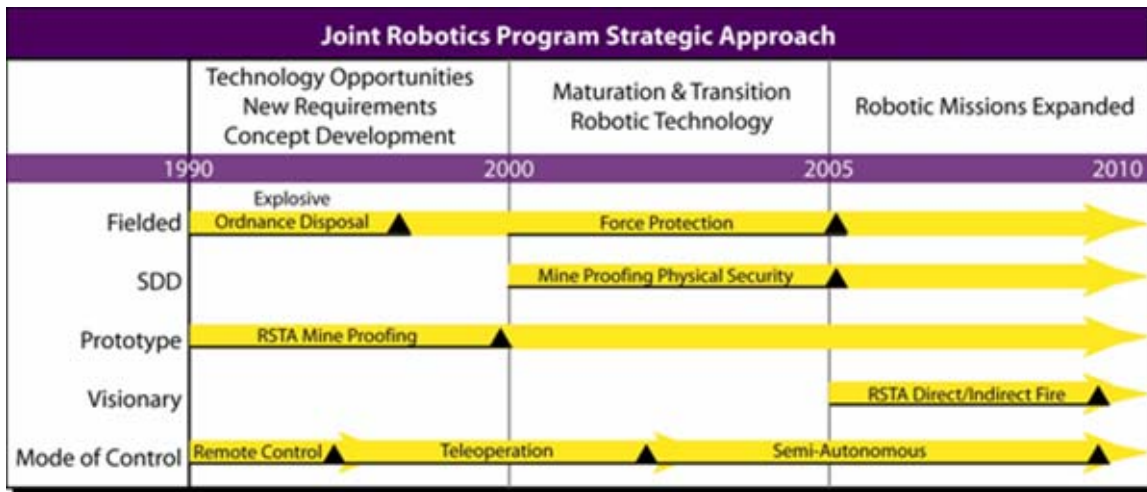 Joint Robotics Program Strategic Approach
Technology Opportunities
New Requirements
Concept Development
Maturation & Transition
Robotic Technology
Robotic Missions Expanded
1990 2000 2005 2010
Fielded
Explosive
Ordnance Disposal
Force Protection
SDD
Mine Proofing Physical Security
Prototype
RSTA Mine Proofing
Visionary
RSTA Direct/Indirect Fire
Mode of Control
Remote Control
Teleoperation
Semi-Autonomous